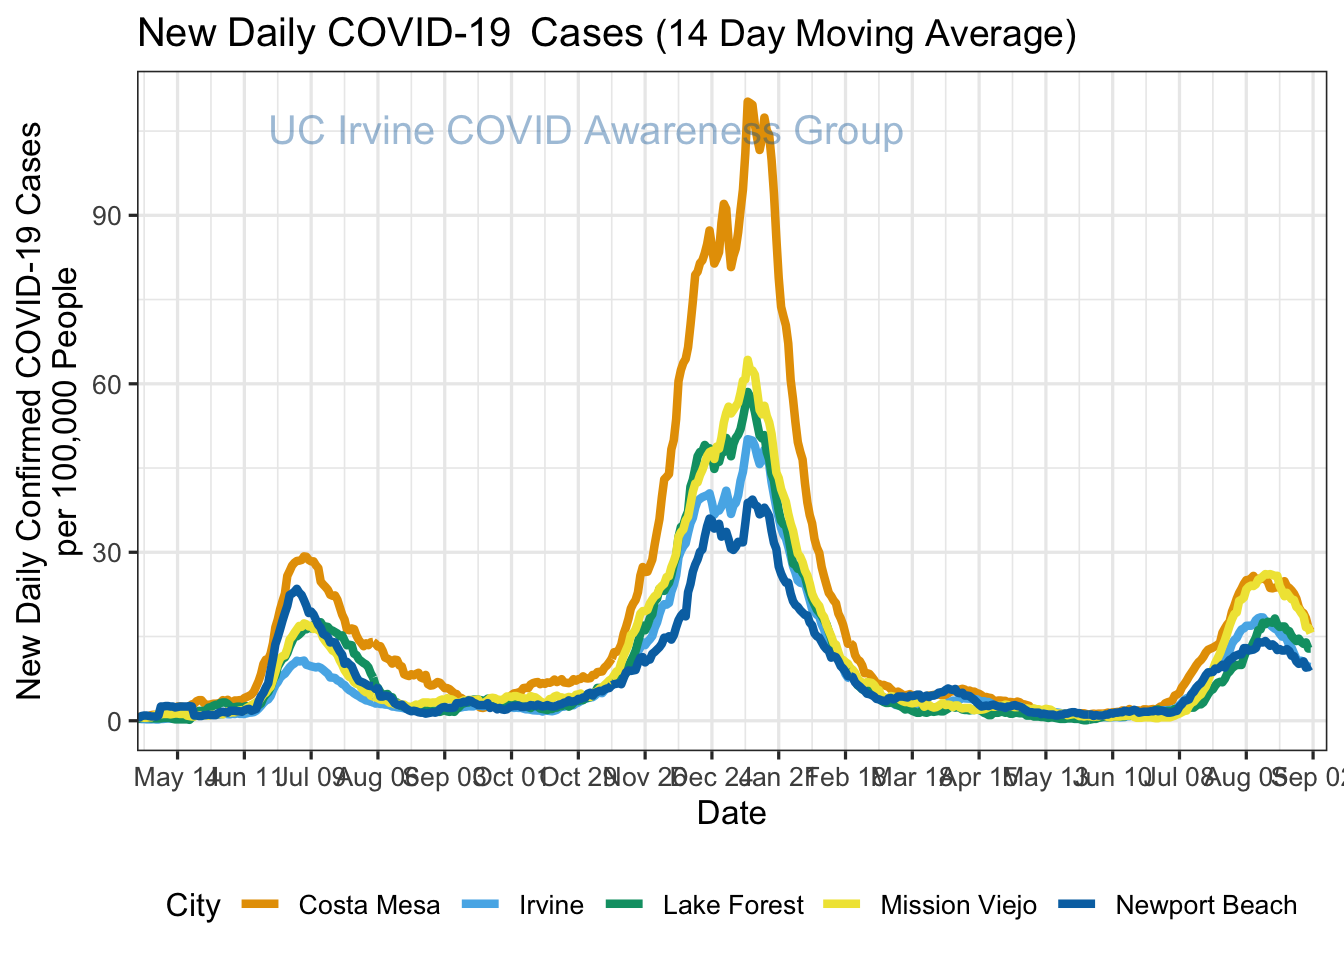 New Daily COVID-19 Cases (14 Day Moving Average)
UC Irvine COVID Awareness Group
New Daily Confirmed COVID-19 Cases
per 100,000 People
90
60
30
0
May 14 Jun 11 Jul 09 Aug 06 Sep 03 Oct 01 Oct 29 Nov 26 Dec 24 Jan 21 Feb 18 Mar 18 Apr 15 May 13 Jun 10 Jul 08 Aug 05 Sep 02
Date
City Costa Mesa Irvine Lake Forest Mission Viejo Newport Beach